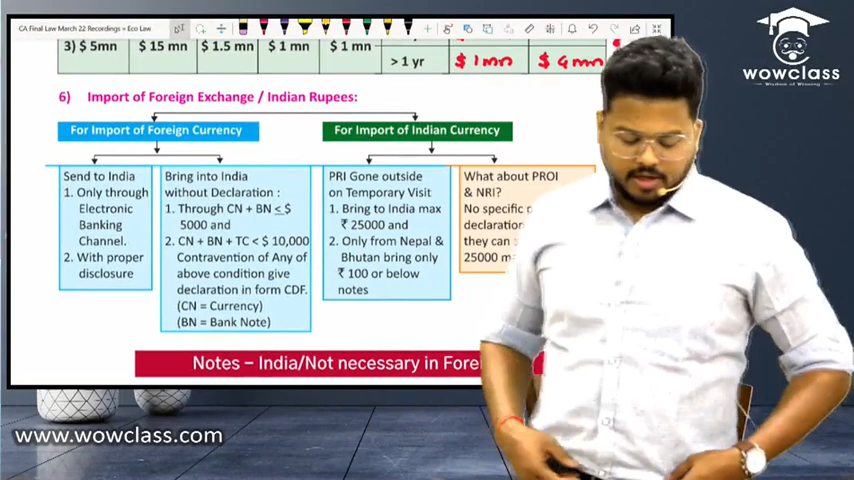 CA Final Law March 22 Recordings » Eco Law
3) $ 5mn
$ 15 mn
$ 1.5 mn
$ 1 mn
$ 1 mn
> 1 yr
$ 1mn
$ 4mn
wowclass
Wisdom of Winning
6) Import of Foreign Exchange / Indian Rupees:
For Import of Foreign Currency
For Import of Indian Currency
Send to India
1. Only through
Electronic
Banking
Channel.
2. With proper
disclosure
Bring into India
without Declaration :
1. Through CN + BN ≤ $
5000 and
2. CN + BN + TC < $ 10,000
Contravention of Any of
above condition give
declaration in form CDF.
(CN = Currency)
(BN = Bank Note)
PRI Gone outside
on Temporary Visit
1. Bring to India max
₹ 25000 and
2. Only from Nepal &
Bhutan bring only
₹ 100 or below
notes
What about PROI
& NRI?
No specific
declaration
they can
25000
Notes – India/Not necessary in
www.wowclass.com